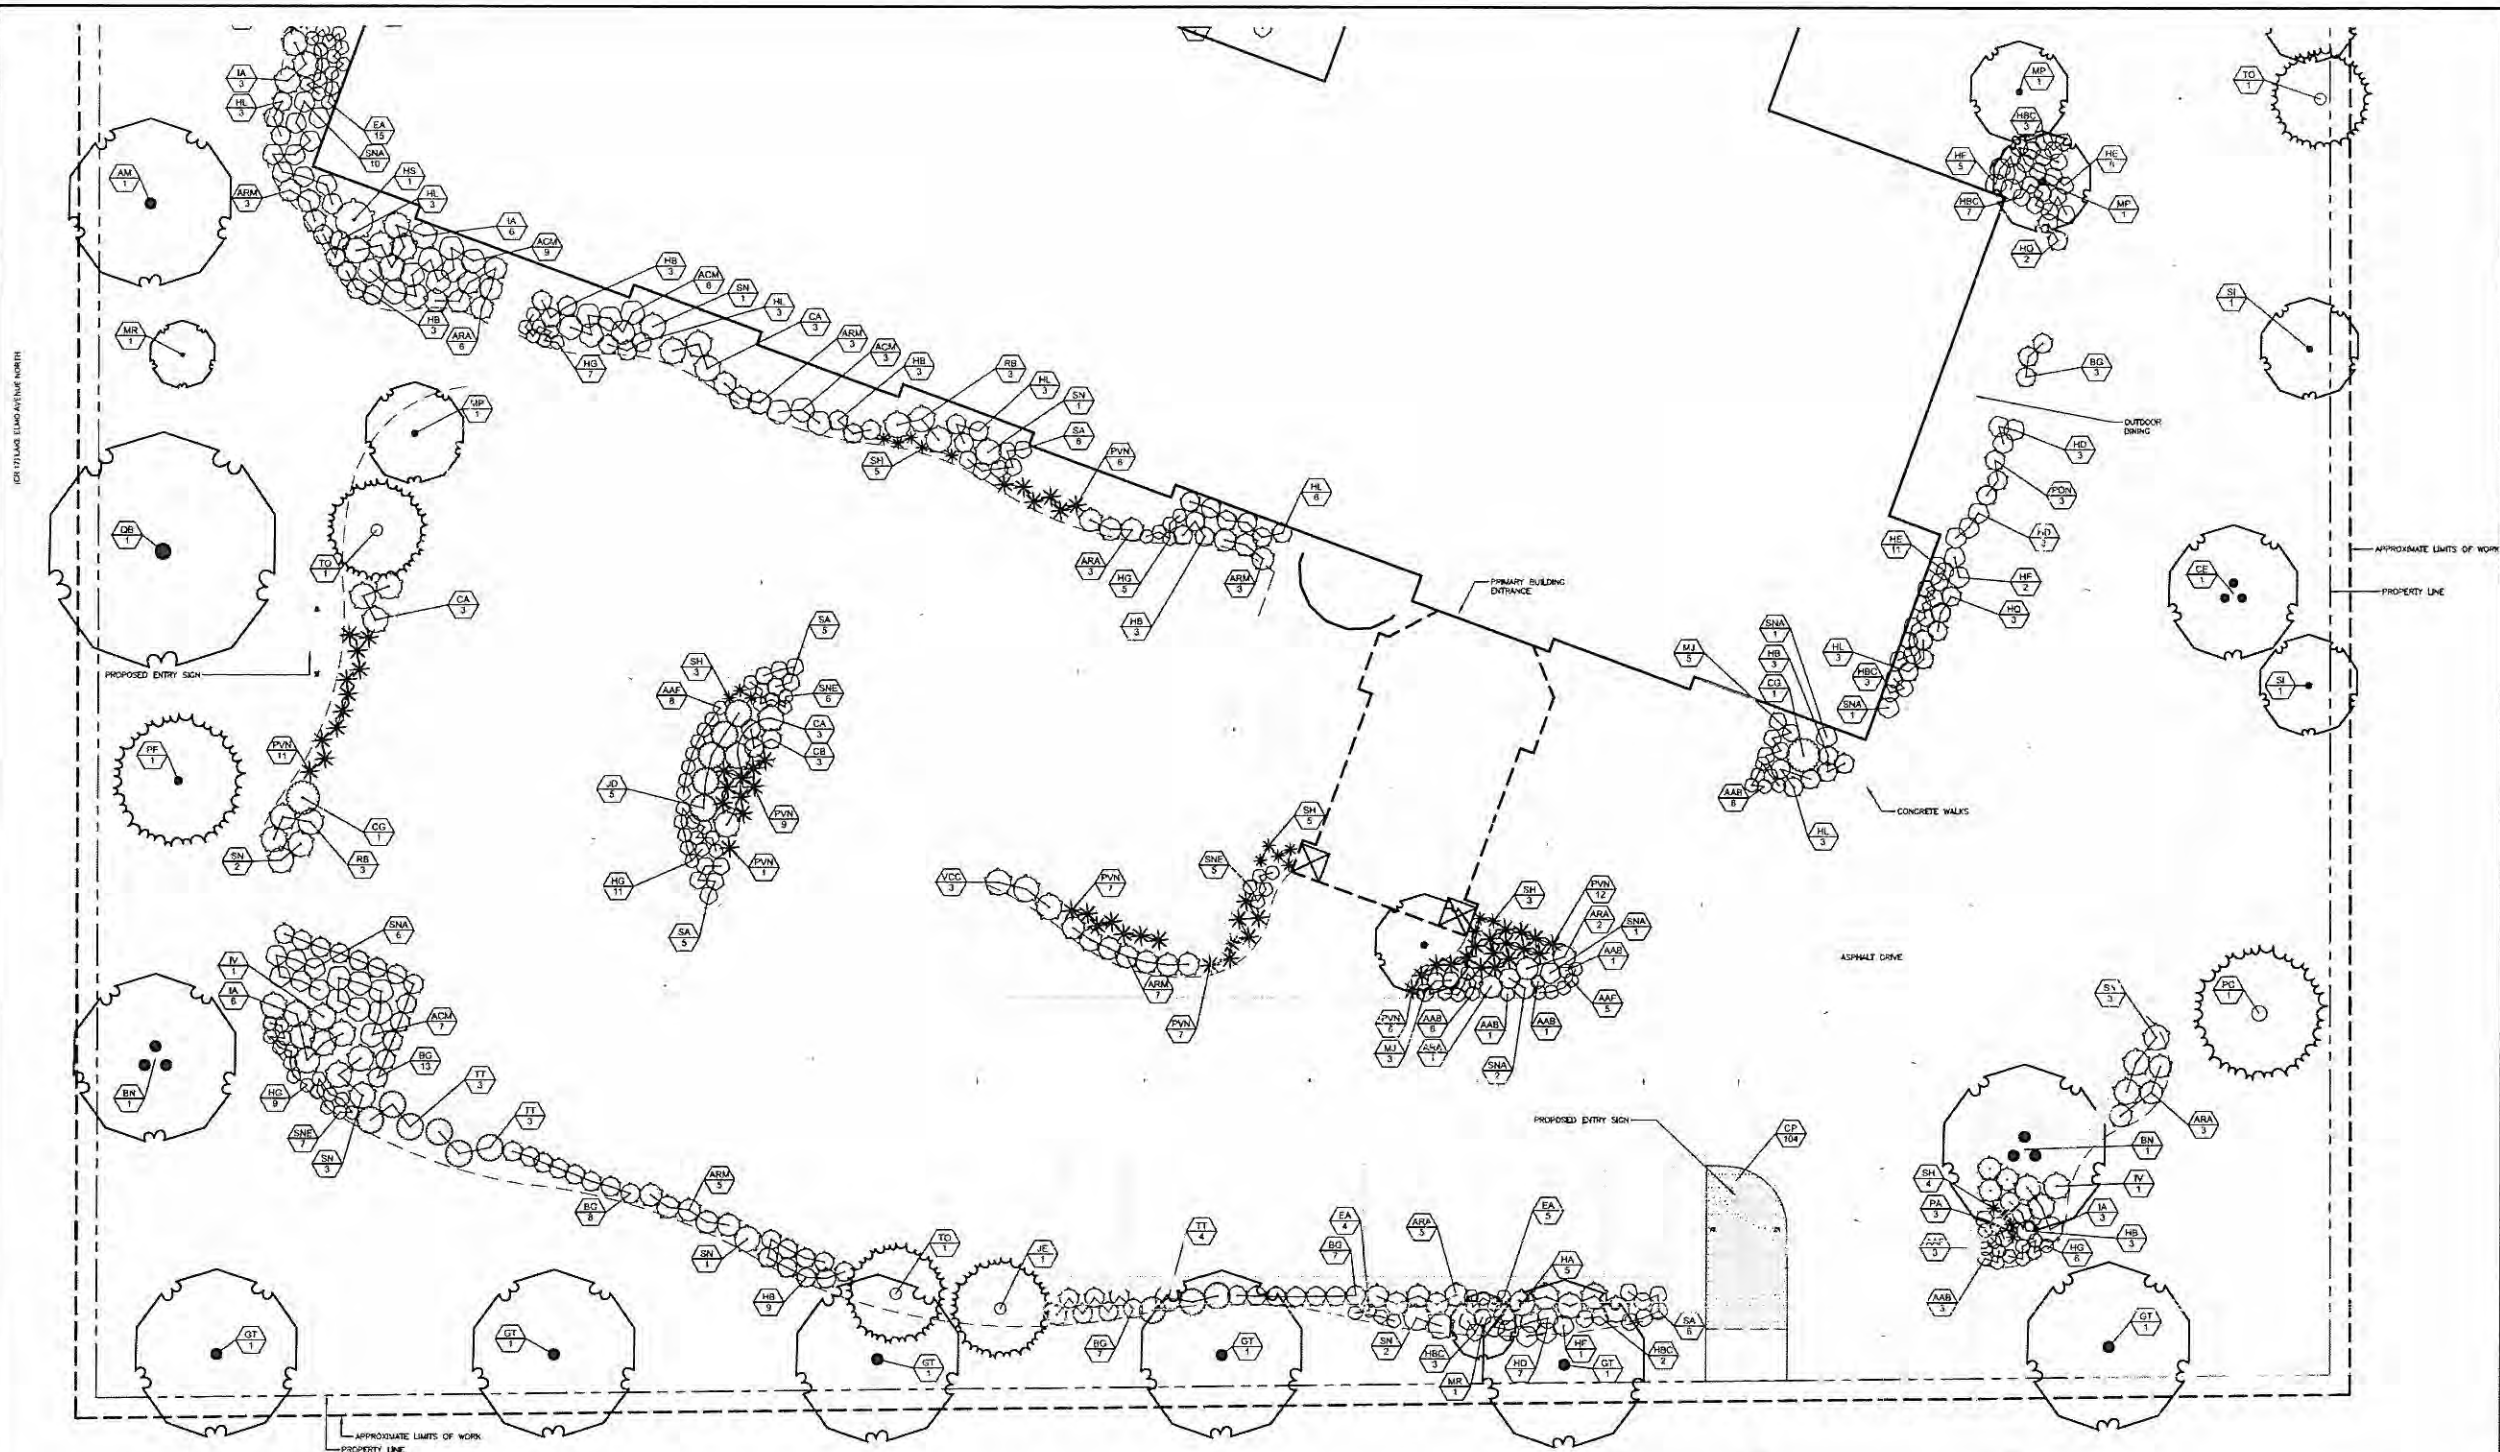 IA
3
HL
3
EA
15
SNA
10
AM
1
ARM
3
HS
1
HL
3
IA
6
ACM
9
HB
3
ARA
6
MR
1
HB
3
ACM
6
SN
1
HL
3
CA
3
HG
7
ARM
3
ACM
3
HB
3
RB
3
HL
3
SN
1
SA
6
SH
5
PVN
6
HL
6
ARA
3
HG
5
HB
3
ARM
3
MP
1
HBC
3
HF
5
HE
6
HBC
7
MP
1
HQ
2
TO
1
SI
1
BG
3
OUTDOOR
DINING
HD
3
PON
3
HE
11
HF
2
HQ
3
HL
3
HBC
3
SNA
1
CE
1
SI
1
APPROXIMATE LIMITS OF WORK
PROPERTY LINE
LAKE ELMO AVENUE NORTH
MP
1
QB
1
TO
1
CA
3
PROPOSED ENTRY SIGN
PF
1
PVN
11
CG
1
RB
3
SN
2
SA
5
SH
3
AAF
8
SNE
6
CA
3
CB
3
JD
5
PVN
9
PVN
1
HG
11
SA
5
PRIMARY BUILDING
ENTRANCE
MJ
5
SNA
1
HB
3
CG
1
AAB
6
HL
3
CONCRETE WALKS
VCC
3
PVN
7
SNE
5
SH
5
ARM
7
PVN
7
SH
3
PVN
12
ARA
2
SNA
1
AAB
1
AAF
5
AAB
6
AAB
1
AAB
1
MJ
3
SNA
2
ASPHALT DRIVE
SNA
6
IV
1
IA
6
ACM
7
BG
13
HG
9
SNE
7
SN
3
BN
1
TT
3
TT
3
BG
8
ARM
5
SN
1
HB
9
TO
1
JE
1
BG
7
TT
4
EA
4
BG
7
ARA
5
EA
5
HA
5
SN
2
HBC
3
MR
1
HD
7
HF
1
GT
1
HBC
2
SA
6
PROPOSED ENTRY SIGN
CP
104
PG
1
SN
3
ARA
3
BN
1
IV
1
IA
3
HB
3
HG
6
SH
4
PA
3
AAF
3
AAB
3
GT
1
GT
1
GT
1
GT
1
GT
1
APPROXIMATE LIMITS OF WORK
PROPERTY LINE